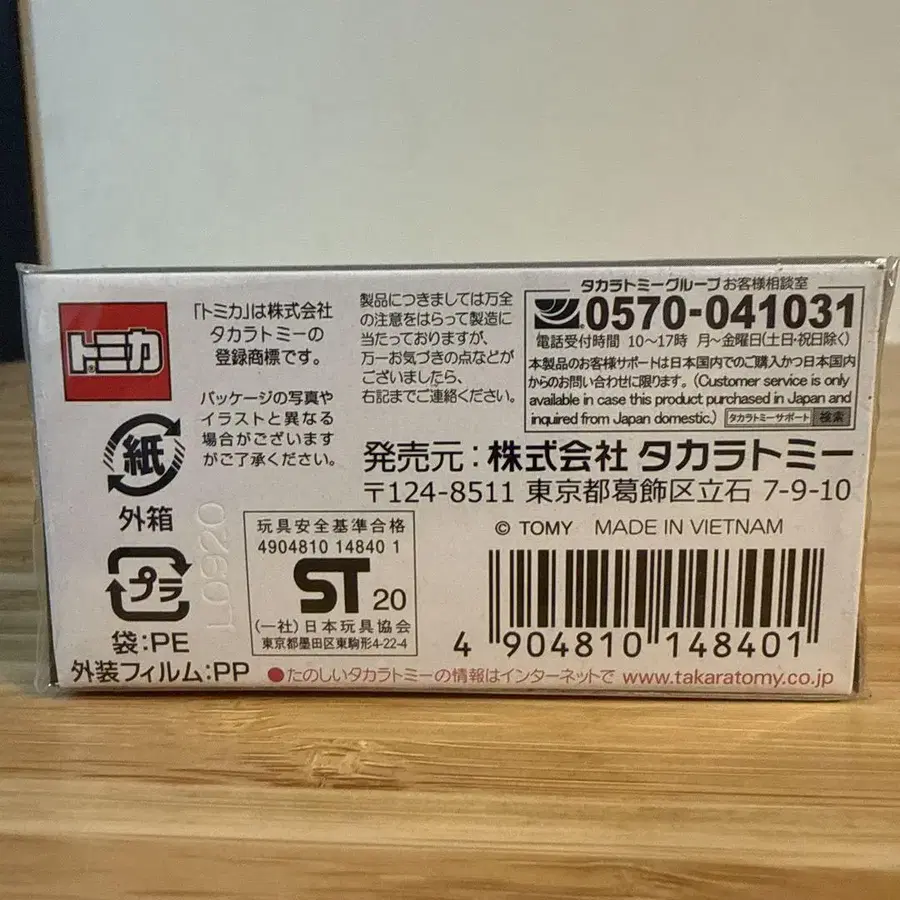 トミカ
®
「トミカ」は株式会社
タカラトミーの
登録商標です。
パッケージの写真や
イラストと異なる
場合がございます
がご了承ください。
製品につきましては万全
の注意をはらって製造に
当たっておりますが、
万一お気づきの点などが
ございましたら、
右記までご連絡ください。
タカラトミーグループ お客様相談室
0570-041031
電話受付時間 10〜17時 月〜金曜日(土日・祝日除く)
本製品のお客様サポートは日本国内でのご購入かつ日本国内
からのお問い合わせに限ります。(Customer service is only
available in case this product purchased in Japan and
inquired from Japan domestic.) タカラトミーサポート 検索
発売元:株式会社 タカラトミー
〒124-8511 東京都葛飾区立石 7-9-10
© TOMY MADE IN VIETNAM
紙
外箱
プラ
袋:PE
外装フィルム:PP
L0920
玩具安全基準合格
4904810 14840 1
ST 20
(一社)日本玩具協会
東京都墨田区東駒形4-22-4
4 904810 148401
●たのしいタカラトミーの情報はインターネットで www.takaratomy.co.jp